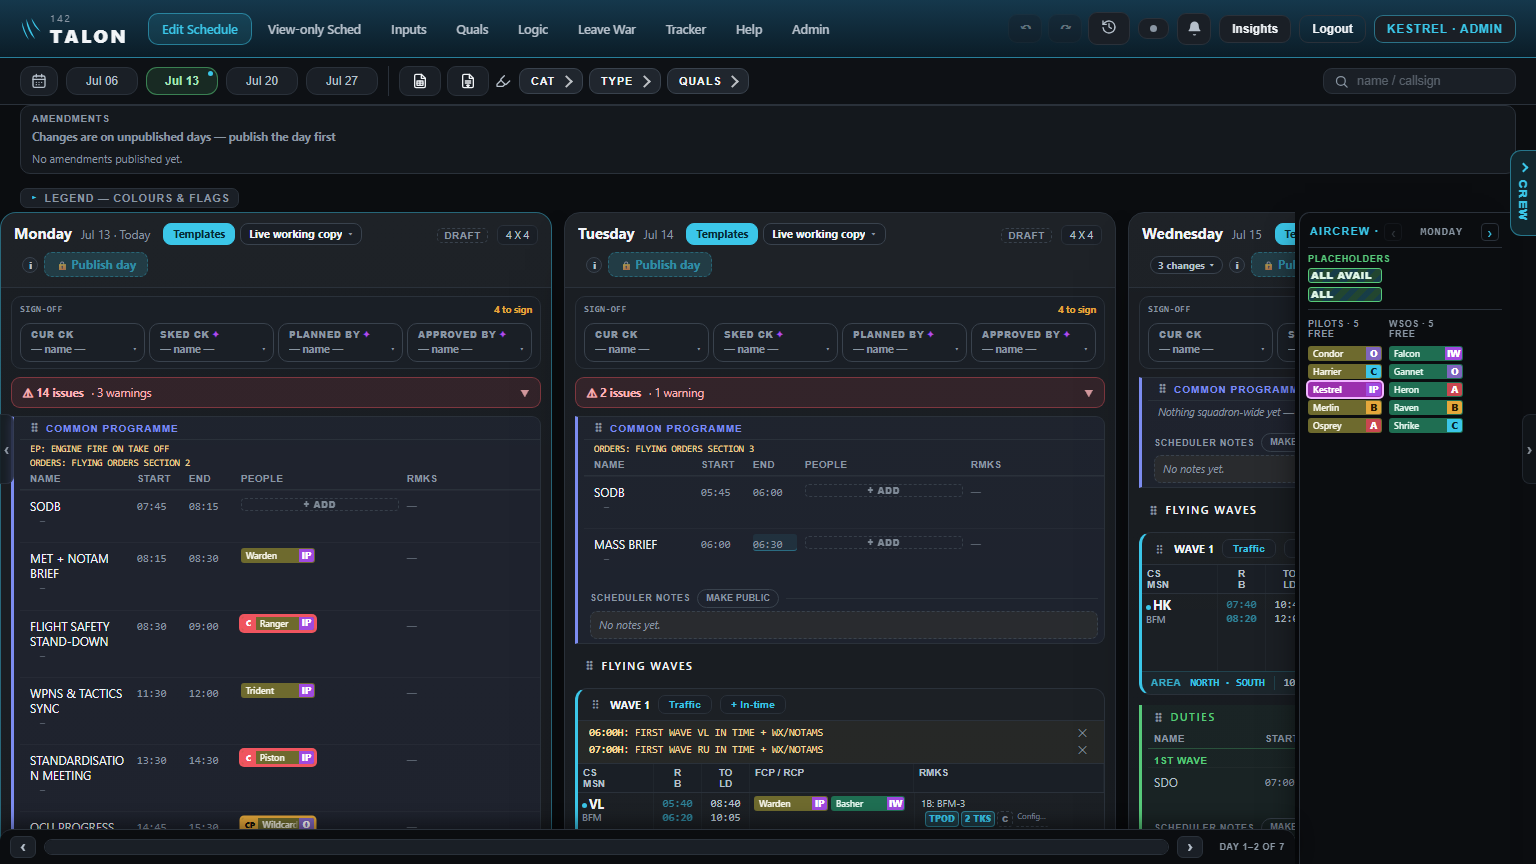 142
TALON
Edit Schedule
View-only Sched
Inputs
Quals
Logic
Leave War
Tracker
Help
Admin
Insights
Logout
KESTREL · ADMIN
Jul 06
Jul 13
Jul 20
Jul 27
CAT
TYPE
QUALS
name / callsign
AMENDMENTS
Changes are on unpublished days — publish the day first
No amendments published yet.
LEGEND — COLOURS & FLAGS
CREW
Monday Jul 13 · Today Templates Live working copy DRAFT 4 X 4
i Publish day
SIGN-OFF 4 to sign
CUR CK SKED CK PLANNED BY APPROVED BY
— name — — name — — name — — name —
14 issues · 3 warnings
COMMON PROGRAMME
EP: ENGINE FIRE ON TAKE OFF
ORDERS: FLYING ORDERS SECTION 2
NAME START END PEOPLE RMKS
SODB 07:45 08:15 + ADD —
—
MET + NOTAM BRIEF 08:15 08:30 Warden IP —
—
FLIGHT SAFETY STAND-DOWN 08:30 09:00 C Ranger IP —
—
WPNS & TACTICS SYNC 11:30 12:00 Trident IP —
—
STANDARDISATIO
N MEETING 13:30 14:30 C Piston IP —
—
OCU PROGRESS 14:45 15:30 CP Wildcard O
Tuesday Jul 14 Templates Live working copy DRAFT 4 X 4
i Publish day
SIGN-OFF 4 to sign
CUR CK SKED CK PLANNED BY APPROVED BY
— name — — name — — name — — name —
2 issues · 1 warning
COMMON PROGRAMME
ORDERS: FLYING ORDERS SECTION 3
NAME START END PEOPLE RMKS
SODB 05:45 06:00 + ADD —
—
MASS BRIEF 06:00 06:30 + ADD —
—
SCHEDULER NOTES MAKE PUBLIC
No notes yet.
FLYING WAVES
WAVE 1 Traffic + In-time
06:00H: FIRST WAVE VL IN TIME + WX/NOTAMS
07:00H: FIRST WAVE RU IN TIME + WX/NOTAMS
CS R TO FCP / RCP RMKS
MSN B LD
VL 05:40 08:40 Warden IP Basher IW 1B: BFM-3
BFM 06:20 10:05 TPOD 2 TKS C Config...
Wednesday Jul 15
3 changes i
SIGN-OFF
CUR CK
— name —
COMMON PROGRAMM
Nothing squadron-wide yet —
SCHEDULER NOTES
No notes yet.
FLYING WAVES
WAVE 1 Traffic
CS R TO
MSN B LD
HK 07:40
BFM 08:20
AREA NORTH · SOUTH
DUTIES
NAME
1ST WAVE
SDO 07:00
SCHEDULER NOTES
AIRCREW · MONDAY
PLACEHOLDERS
ALL AVAIL
ALL
PILOTS · 5 FREE
WSOS · 5 FREE
Condor O Falcon IW
Harrier C Gannet O
Kestrel IP Heron A
Merlin B Raven B
Osprey A Shrike C
DAY 1–2 OF 7